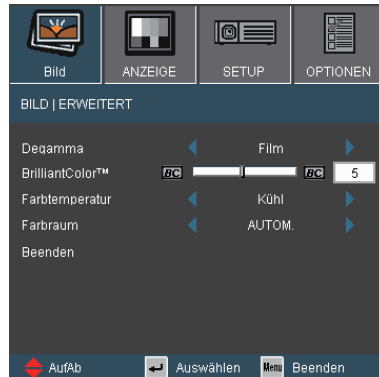 Bild ANZEIGE SETUP OPTIONEN
BILD | ERWEITERT
Degamma Film
BrilliantColor™ BC BC 5
Farbtemperatur Kühl
Farbraum AUTOM.
Beenden
AufAb Auswählen Menu Beenden